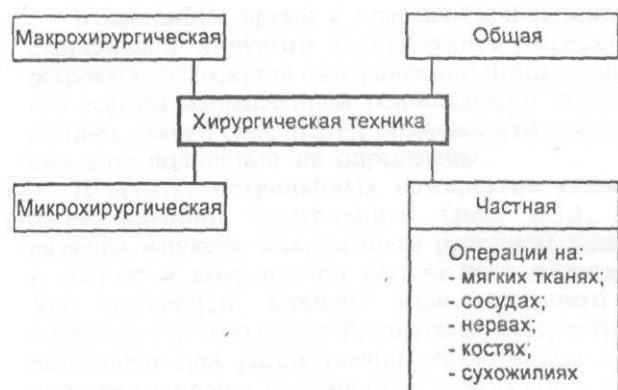 Макрохирургическая
Общая
Хирургическая техника
Микрохирургическая
Частная
Операции на:
- мягких тканях;
- сосудах;
- нервах;
- костях;
- сухожилиях